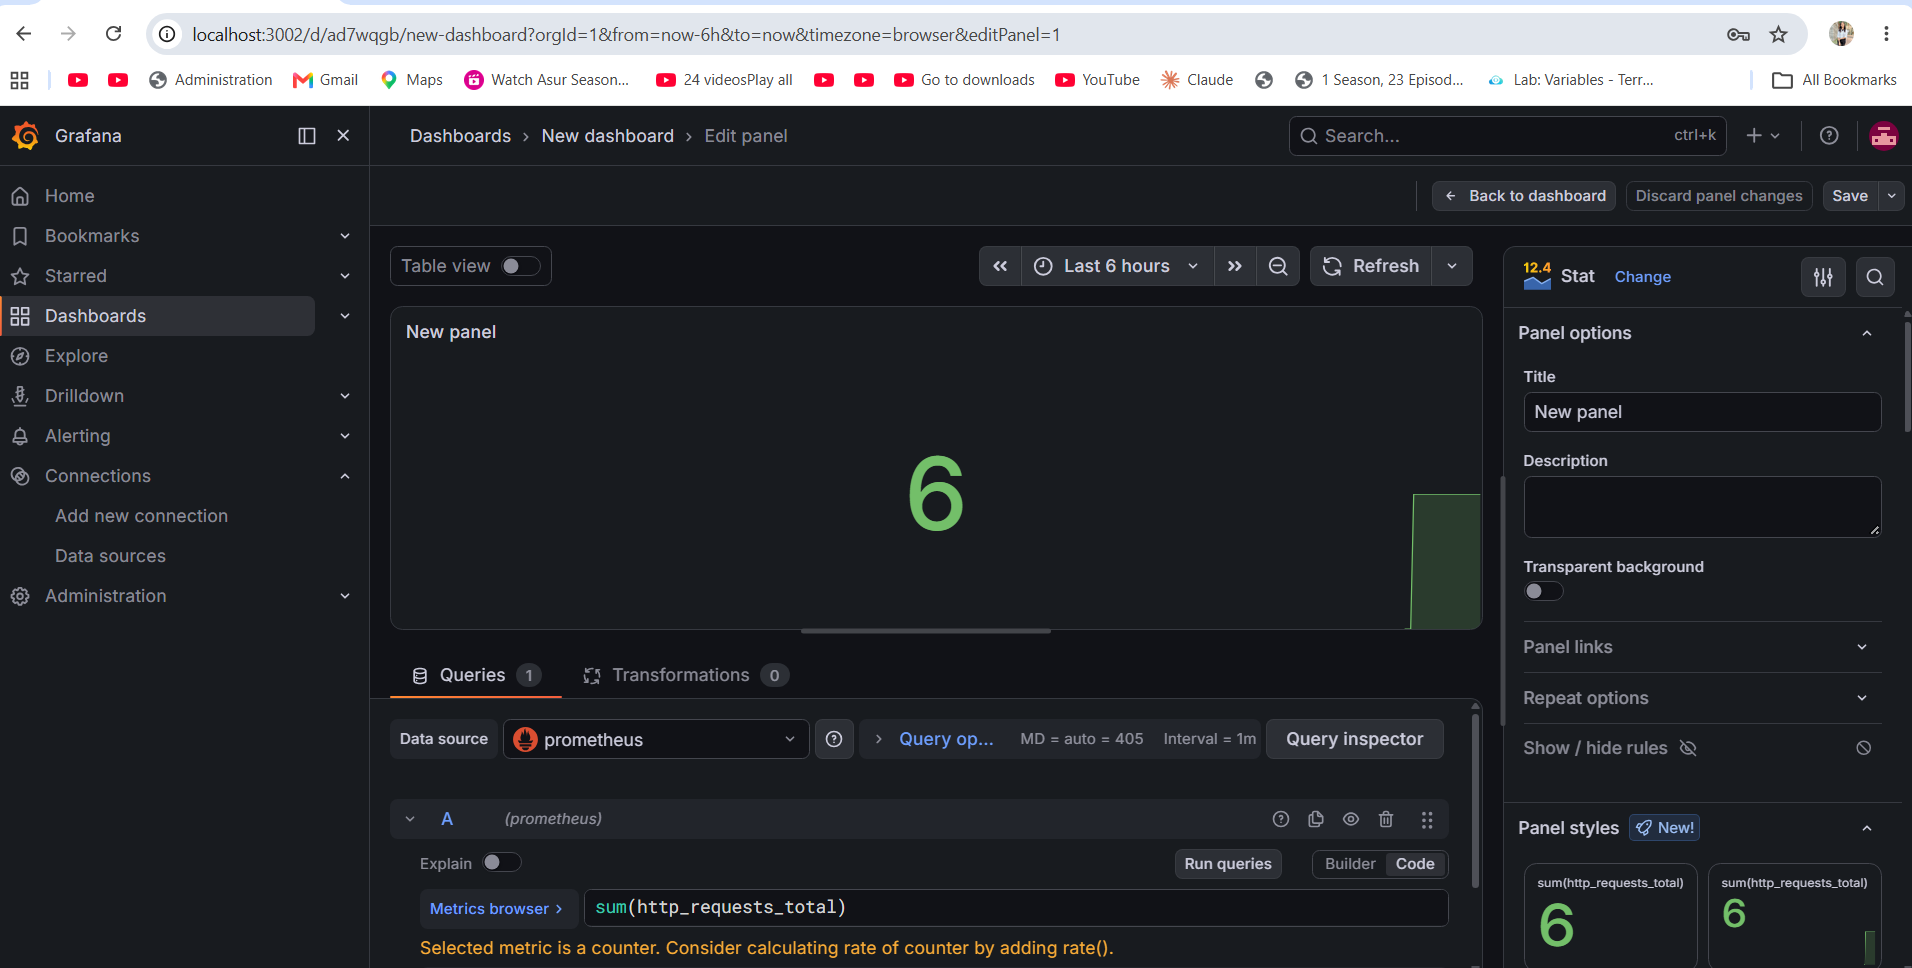 localhost:3002/d/ad7wqgb/new-dashboard?orgId=1&from=now-6h&to=now&timezone=browser&editPanel=1
Administration Gmail Maps Watch Asur Season... 24 videosPlay all Go to downloads YouTube Claude 1 Season, 23 Episod... Lab: Variables - Terr... All Bookmarks
Grafana
Dashboards › New dashboard › Edit panel
Search... ctrl+k
Home
Bookmarks
Starred
Dashboards
Explore
Drilldown
Alerting
Connections
Add new connection
Data sources
Administration
Back to dashboard Discard panel changes Save
Table view
Last 6 hours Refresh
New panel
6
Queries 1 Transformations 0
Data source prometheus Query op... MD = auto = 405 Interval = 1m Query inspector
A (prometheus)
Explain Run queries Builder Code
Metrics browser > sum(http_requests_total)
Selected metric is a counter. Consider calculating rate of counter by adding rate().
12.4 Stat Change
Panel options
Title
New panel
Description
Transparent background
Panel links
Repeat options
Show / hide rules
Panel styles New!
sum(http_requests_total) sum(http_requests_total)
6 6